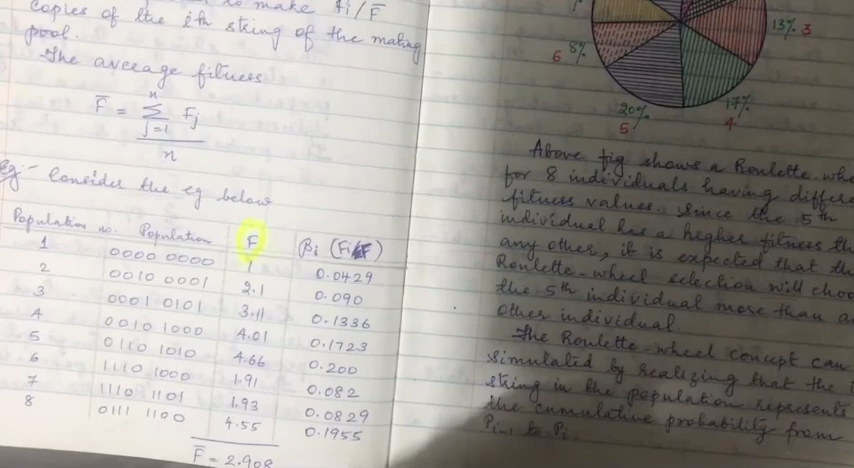 to make Fi/F̅
copies of the ith string of the mating
pool.
The average fitness
F̅ = n Σ j=1 Fj
n
Eg:- Consider the eg below
Population no. Population F pi (Fi/F)
1 0000 0000 1 0.0429
2 0010 0001 2.1 0.090
3 0001 0101 3.11 0.1336
4 0010 1000 4.01 0.1723
5 0110 1010 4.66 0.200
6 1110 1000 1.91 0.082
7 1110 1101 1.93 0.0829
8 0111 1100 4.55 0.1955
F̅ = 2.908
13% 3
8% 6
20% 5
17% 4
Above fig shows a Roulette-
for 8 individuals having
fitness values. Since the 5th
individual has a higher fitness
any other, it is expected that
Roulette-wheel selection will
the 5th individual more than
other individual.
The Roulette-wheel concept can
simulated by realizing that the
string in the population represents
the cumulative probability from
Pi-1 to Pi.